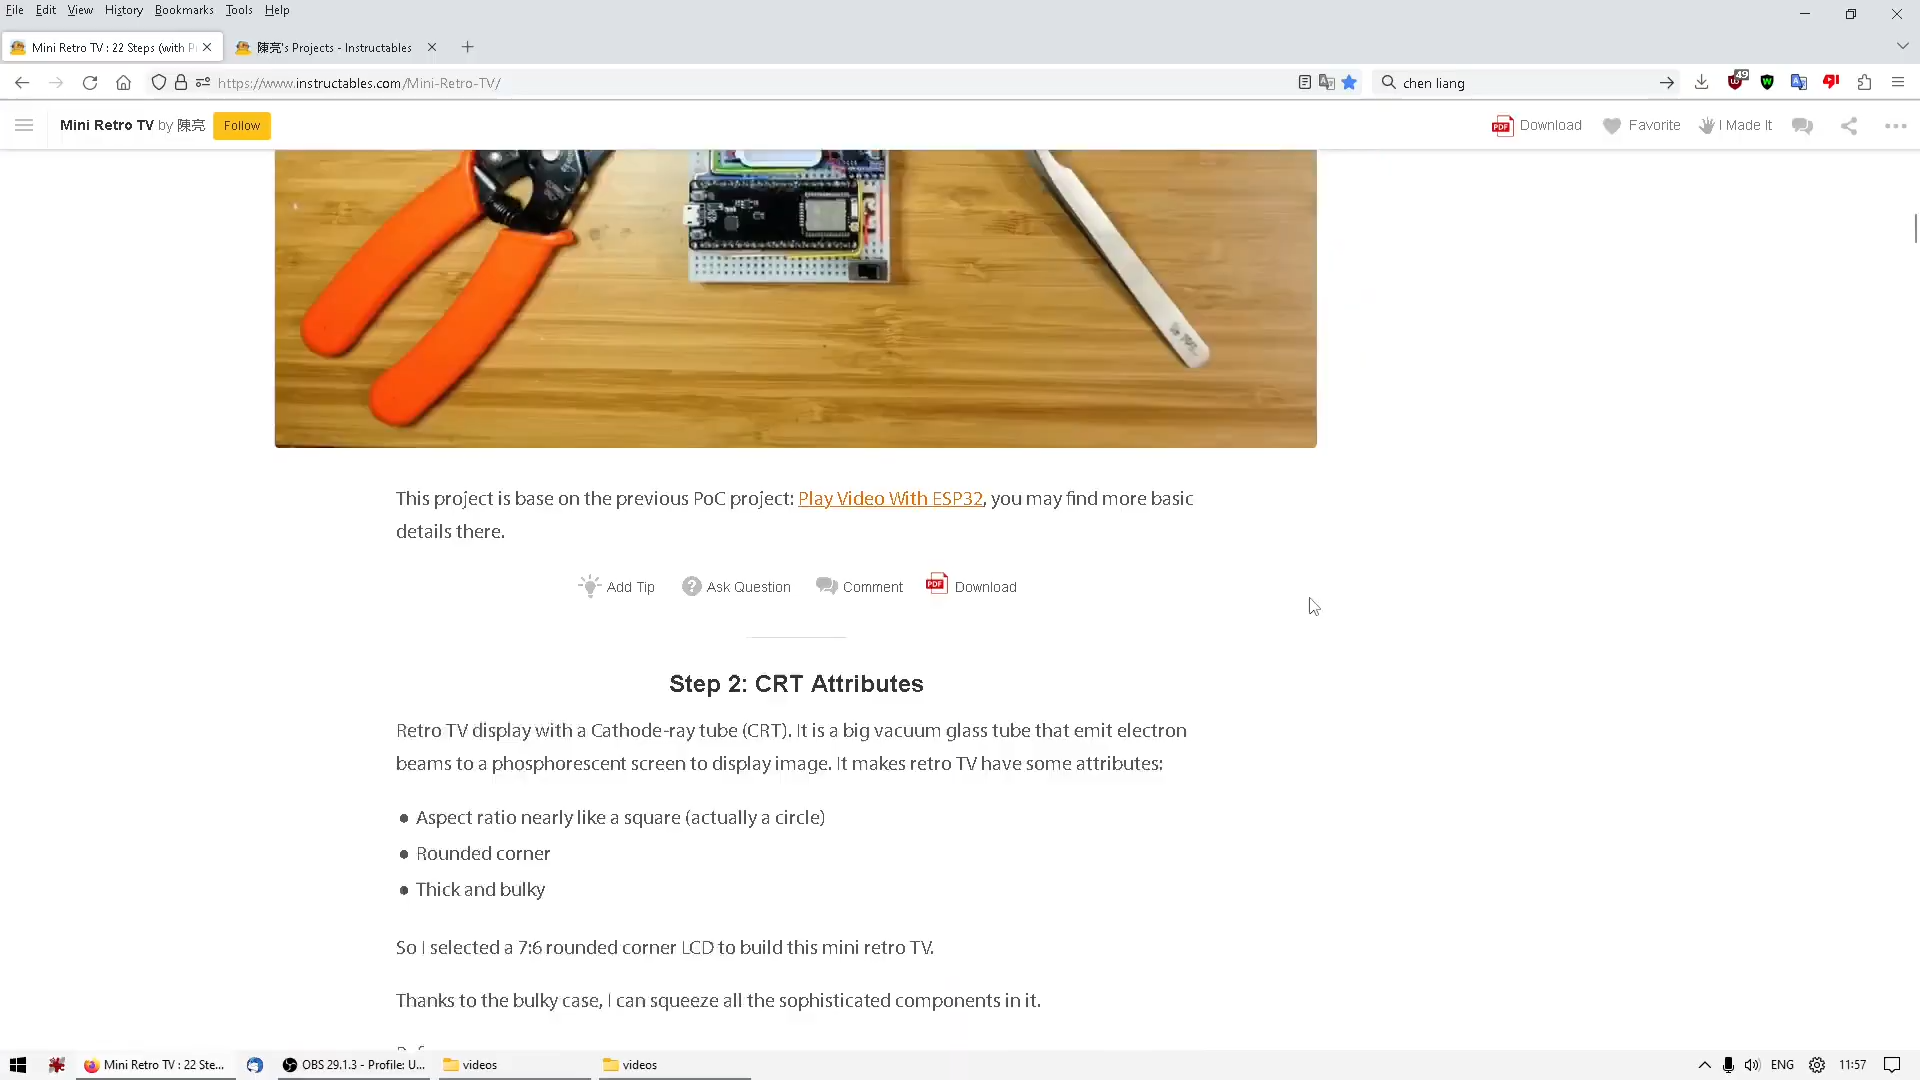 File Edit View History Bookmarks Tools Help
Mini Retro TV : 22 Steps (with P
陳亮's Projects - Instructables
https://www.instructables.com/Mini-Retro-TV/
chen liang
49
Mini Retro TV by 陳亮 Follow
PDF Download Favorite I Made It
This project is base on the previous PoC project: Play Video With ESP32, you may find more basic
details there.
Add Tip Ask Question Comment PDF Download
Step 2: CRT Attributes
Retro TV display with a Cathode-ray tube (CRT). It is a big vacuum glass tube that emit electron
beams to a phosphorescent screen to display image. It makes retro TV have some attributes:
● Aspect ratio nearly like a square (actually a circle)
● Rounded corner
● Thick and bulky
So I selected a 7:6 rounded corner LCD to build this mini retro TV.
Thanks to the bulky case, I can squeeze all the sophisticated components in it.
Mini Retro TV : 22 Ste... OBS 29.1.3 - Profile: U... videos videos ENG 11:57